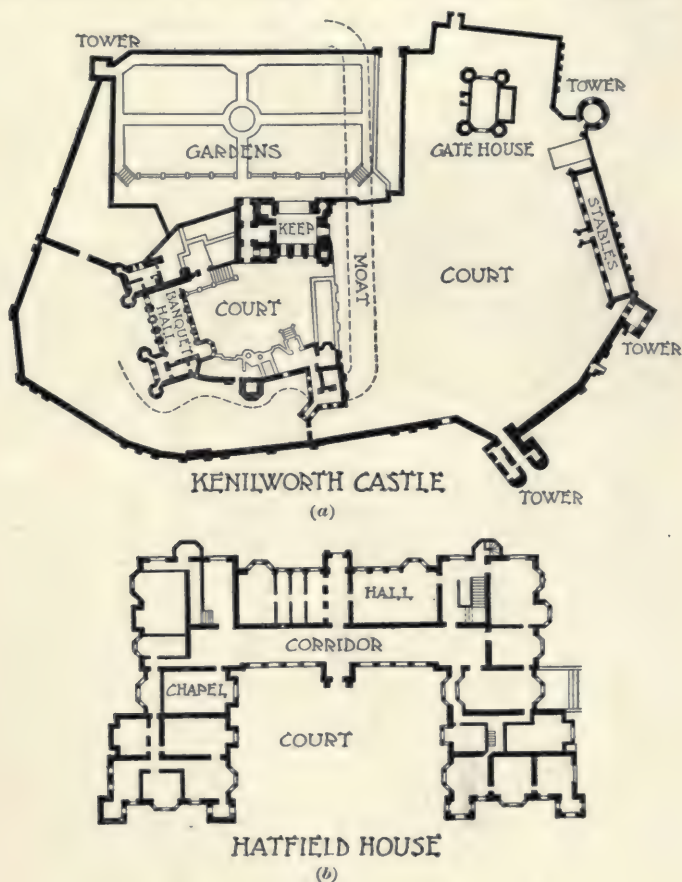 TOWER
GARDENS
GATE HOUSE
TOWER
KEEP
STABLES
MOAT
COURT
COURT
BANQUET
HALL
TOWER
TOWER
KENILWORTH CASTLE
(a)
HALL
CORRIDOR
CHAPEL
COURT
HATFIELD HOUSE
(b)